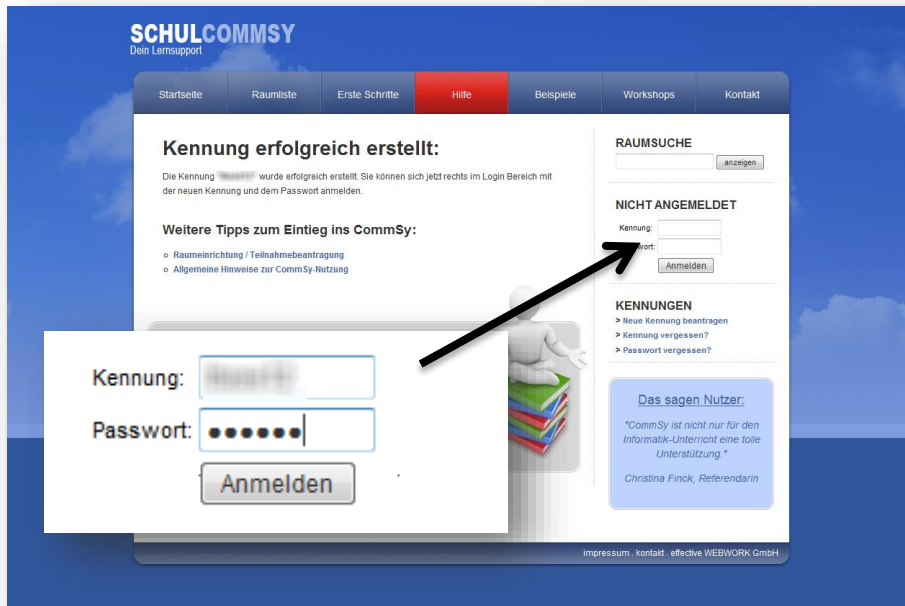 SCHULCOMMSY
Dein Lernsupport
Startseite Raumliste Erste Schritte Hilfe Beispiele Workshops Kontakt
Kennung erfolgreich erstellt:
Die Kennung wurde erfolgreich erstellt. Sie können sich jetzt rechts im Login Bereich mit
der neuen Kennung und dem Passwort anmelden.
Weitere Tipps zum Eintieg ins CommSy:
Raumeinrichtung / Teilnahmebeantragung
Allgemeine Hinweise zur CommSy-Nutzung
RAUMSUCHE
anzeigen
NICHT ANGEMELDET
Kennung:
Anmelden
KENNUNGEN
> Neue Kennung beantragen
> Kennung vergessen?
> Passwort vergessen?
Das sagen Nutzer:
"CommSy ist nicht nur für den
Informatik-Unterricht eine tolle
Unterstützung."
Christina Finck, Referendarin
Kennung:
Passwort: ●●●●●●
Anmelden
impressum . kontakt . effective WEBWORK GmbH